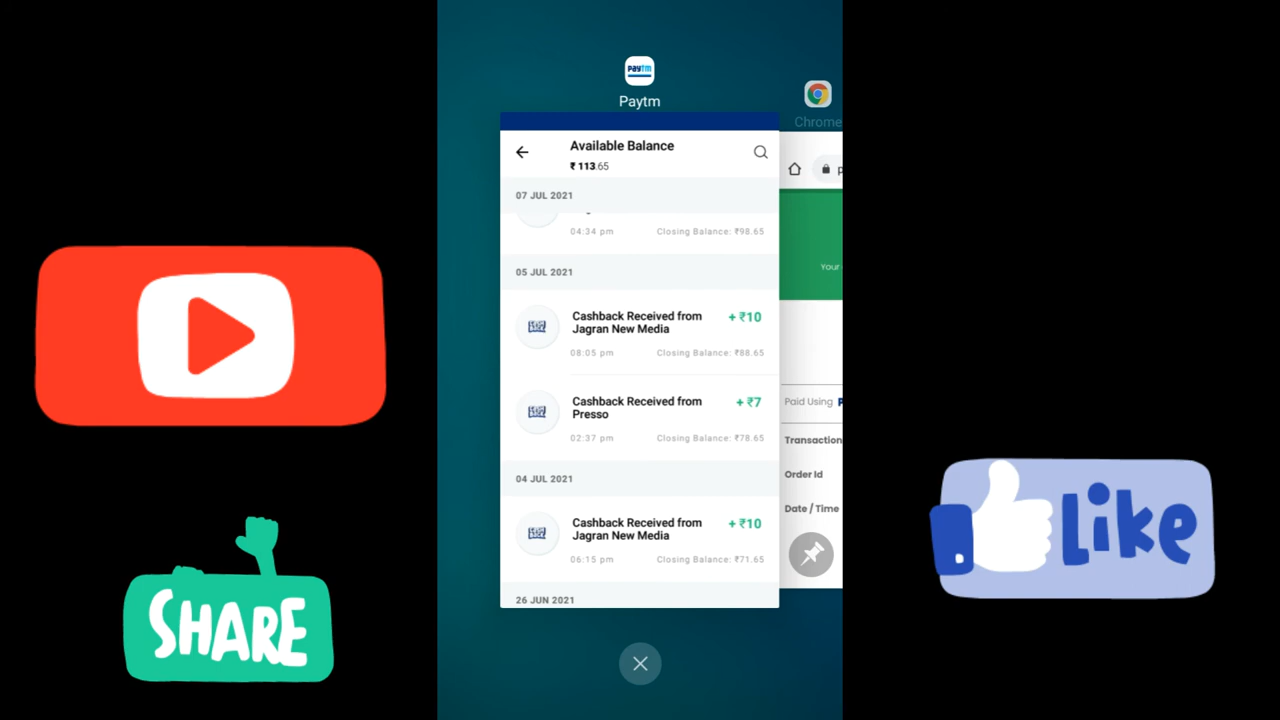 paytm
Paytm
Chrome
Available Balance
₹ 113.65
07 JUL 2021
04:34 pm Closing Balance: ₹98.65
05 JUL 2021
Cashback Received from
Jagran New Media
+ ₹10
08:05 pm Closing Balance: ₹88.65
Cashback Received from
Presso
+ ₹7
02:37 pm Closing Balance: ₹78.65
04 JUL 2021
Cashback Received from
Jagran New Media
+ ₹10
06:15 pm Closing Balance: ₹71.65
26 JUN 2021
Your
Paid Using
Transaction
Order Id
Date / Time
SHARE
Like